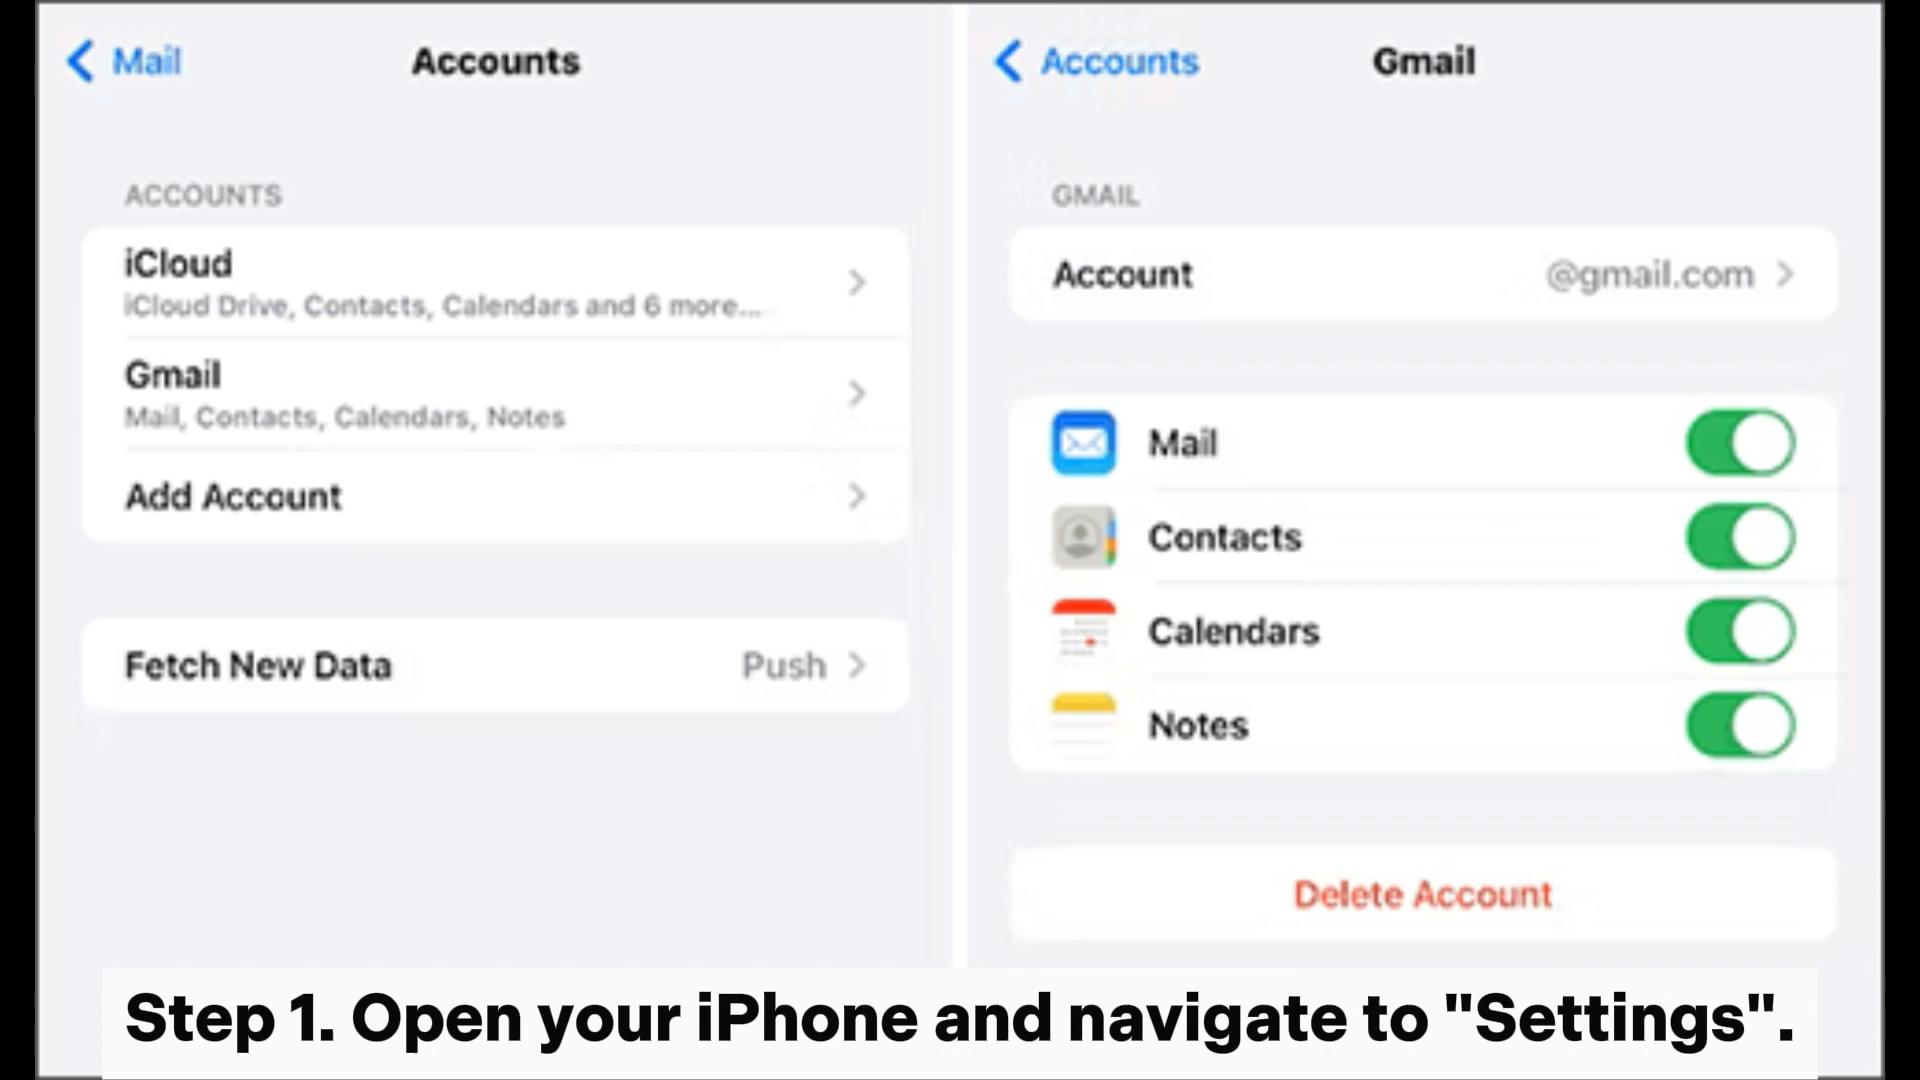 Mail
Accounts
ACCOUNTS
iCloud
iCloud Drive, Contacts, Calendars and 6 more...
Gmail
Mail, Contacts, Calendars, Notes
Add Account
Fetch New Data Push
Accounts
Gmail
GMAIL
Account @gmail.com
Mail
Contacts
Calendars
Notes
Delete Account
Step 1. Open your iPhone and navigate to "Settings".